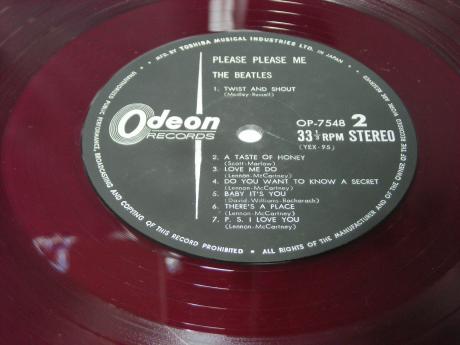 MFG. BY TOSHIBA MUSICAL INDUSTRIES LTD. IN JAPAN
PLEASE PLEASE ME
THE BEATLES
1. TWIST AND SHOUT
(Medley-Russell)
Odeon
RECORDS
OP-7548 2
33⅓ RPM STEREO
(YEX-95)
2. A TASTE OF HONEY
(Scott-Marlow)
3. LOVE ME DO
(Lennon-McCartney)
4. DO YOU WANT TO KNOW A SECRET
(Lennon-McCartney)
5. BABY IT'S YOU
(David-Williams-Bacharach)
6. THERE'S A PLACE
(Lennon-McCartney)
7. P. S. I LOVE YOU
(Lennon-McCartney)
UNAUTHORIZED PUBLIC PERFORMANCE, BROADCASTING AND COPYING OF THIS RECORD PROHIBITED • ALL RIGHTS OF THE MANUFACTURER AND OF THE OWNER OF THE RECORDED WORK ARE RESERVED